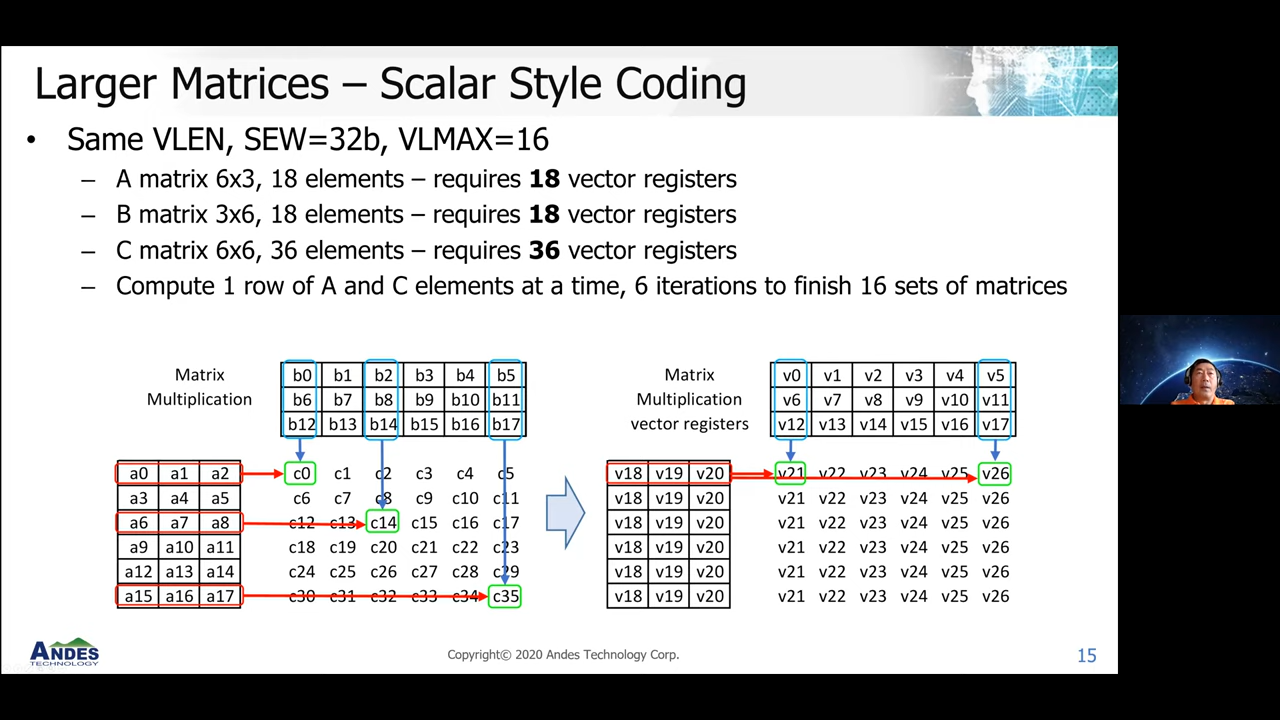 Larger Matrices – Scalar Style Coding
• Same VLEN, SEW=32b, VLMAX=16
– A matrix 6x3, 18 elements – requires 18 vector registers
– B matrix 3x6, 18 elements – requires 18 vector registers
– C matrix 6x6, 36 elements – requires 36 vector registers
– Compute 1 row of A and C elements at a time, 6 iterations to finish 16 sets of matrices
Matrix
Multiplication
b0 b1 b2 b3 b4 b5
b6 b7 b8 b9 b10 b11
b12 b13 b14 b15 b16 b17
a0 a1 a2 c0 c1 c2 c3 c4 c5
a3 a4 a5 c6 c7 c8 c9 c10 c11
a6 a7 a8 c12 c13 c14 c15 c16 c17
a9 a10 a11 c18 c19 c20 c21 c22 c23
a12 a13 a14 c24 c25 c26 c27 c28 c29
a15 a16 a17 c30 c31 c32 c33 c34 c35
Matrix
Multiplication
vector registers
v0 v1 v2 v3 v4 v5
v6 v7 v8 v9 v10 v11
v12 v13 v14 v15 v16 v17
v18 v19 v20 v21 v22 v23 v24 v25 v26
v18 v19 v20 v21 v22 v23 v24 v25 v26
v18 v19 v20 v21 v22 v23 v24 v25 v26
v18 v19 v20 v21 v22 v23 v24 v25 v26
v18 v19 v20 v21 v22 v23 v24 v25 v26
v18 v19 v20 v21 v22 v23 v24 v25 v26
ANDES
TECHNOLOGY
Copyright© 2020 Andes Technology Corp.
15